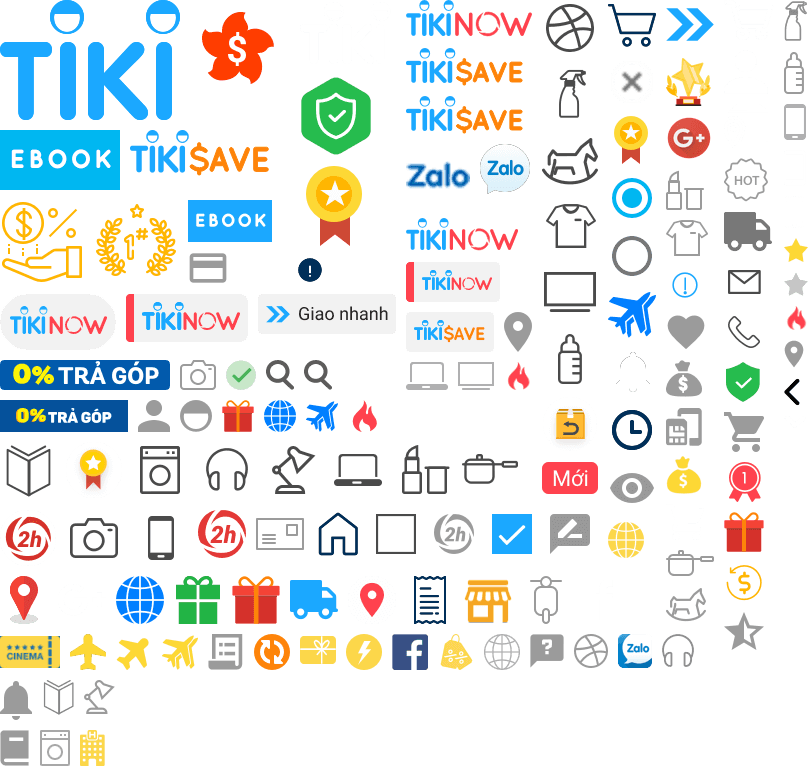 TIKI
$
TIKINOW
TIKI$AVE
TIKI$AVE
EBOOK
TIKI$AVE
G+
Zalo
Zalo
HOT
$
%
1#
EBOOK
TIKINOW
!
TIKINOW
TIKINOW
TIKINOW
Giao nhanh
TIKI$AVE
!
0% TRẢ GÓP
$
0% TRẢ GÓP
Mới
$
1
2h
2h
2h
$
CINEMA
f
%
?
Zalo